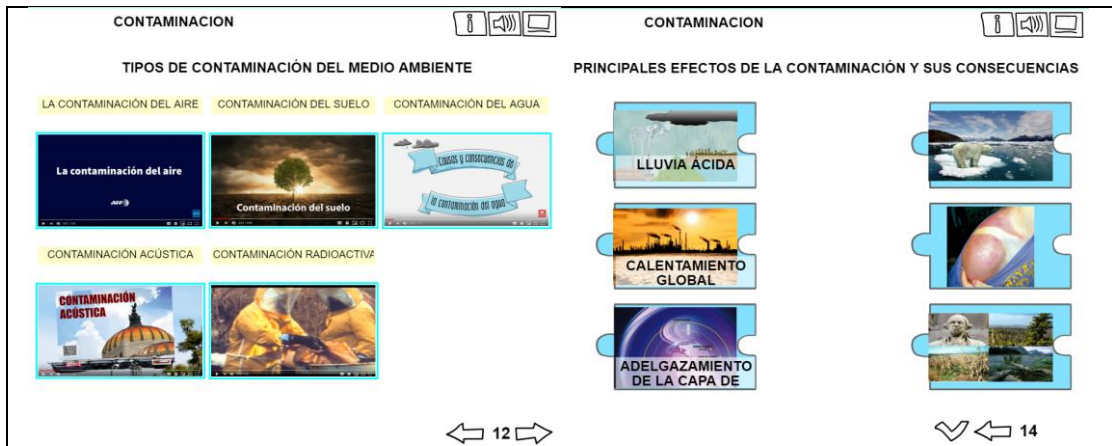 CONTAMINACION
TIPOS DE CONTAMINACIÓN DEL MEDIO AMBIENTE
LA CONTAMINACIÓN DEL AIRE
CONTAMINACIÓN DEL SUELO
CONTAMINACIÓN DEL AGUA
La contaminación del aire
Contaminación del suelo
Causas y consecuencias de
la contaminación del agua
CONTAMINACIÓN ACÚSTICA
CONTAMINACIÓN RADIOACTIVA
CONTAMINACIÓN
ACÚSTICA
12
CONTAMINACION
PRINCIPALES EFECTOS DE LA CONTAMINACIÓN Y SUS CONSECUENCIAS
LLUVIA ÁCIDA
CALENTAMIENTO
GLOBAL
ADELGAZAMIENTO
DE LA CAPA DE
14